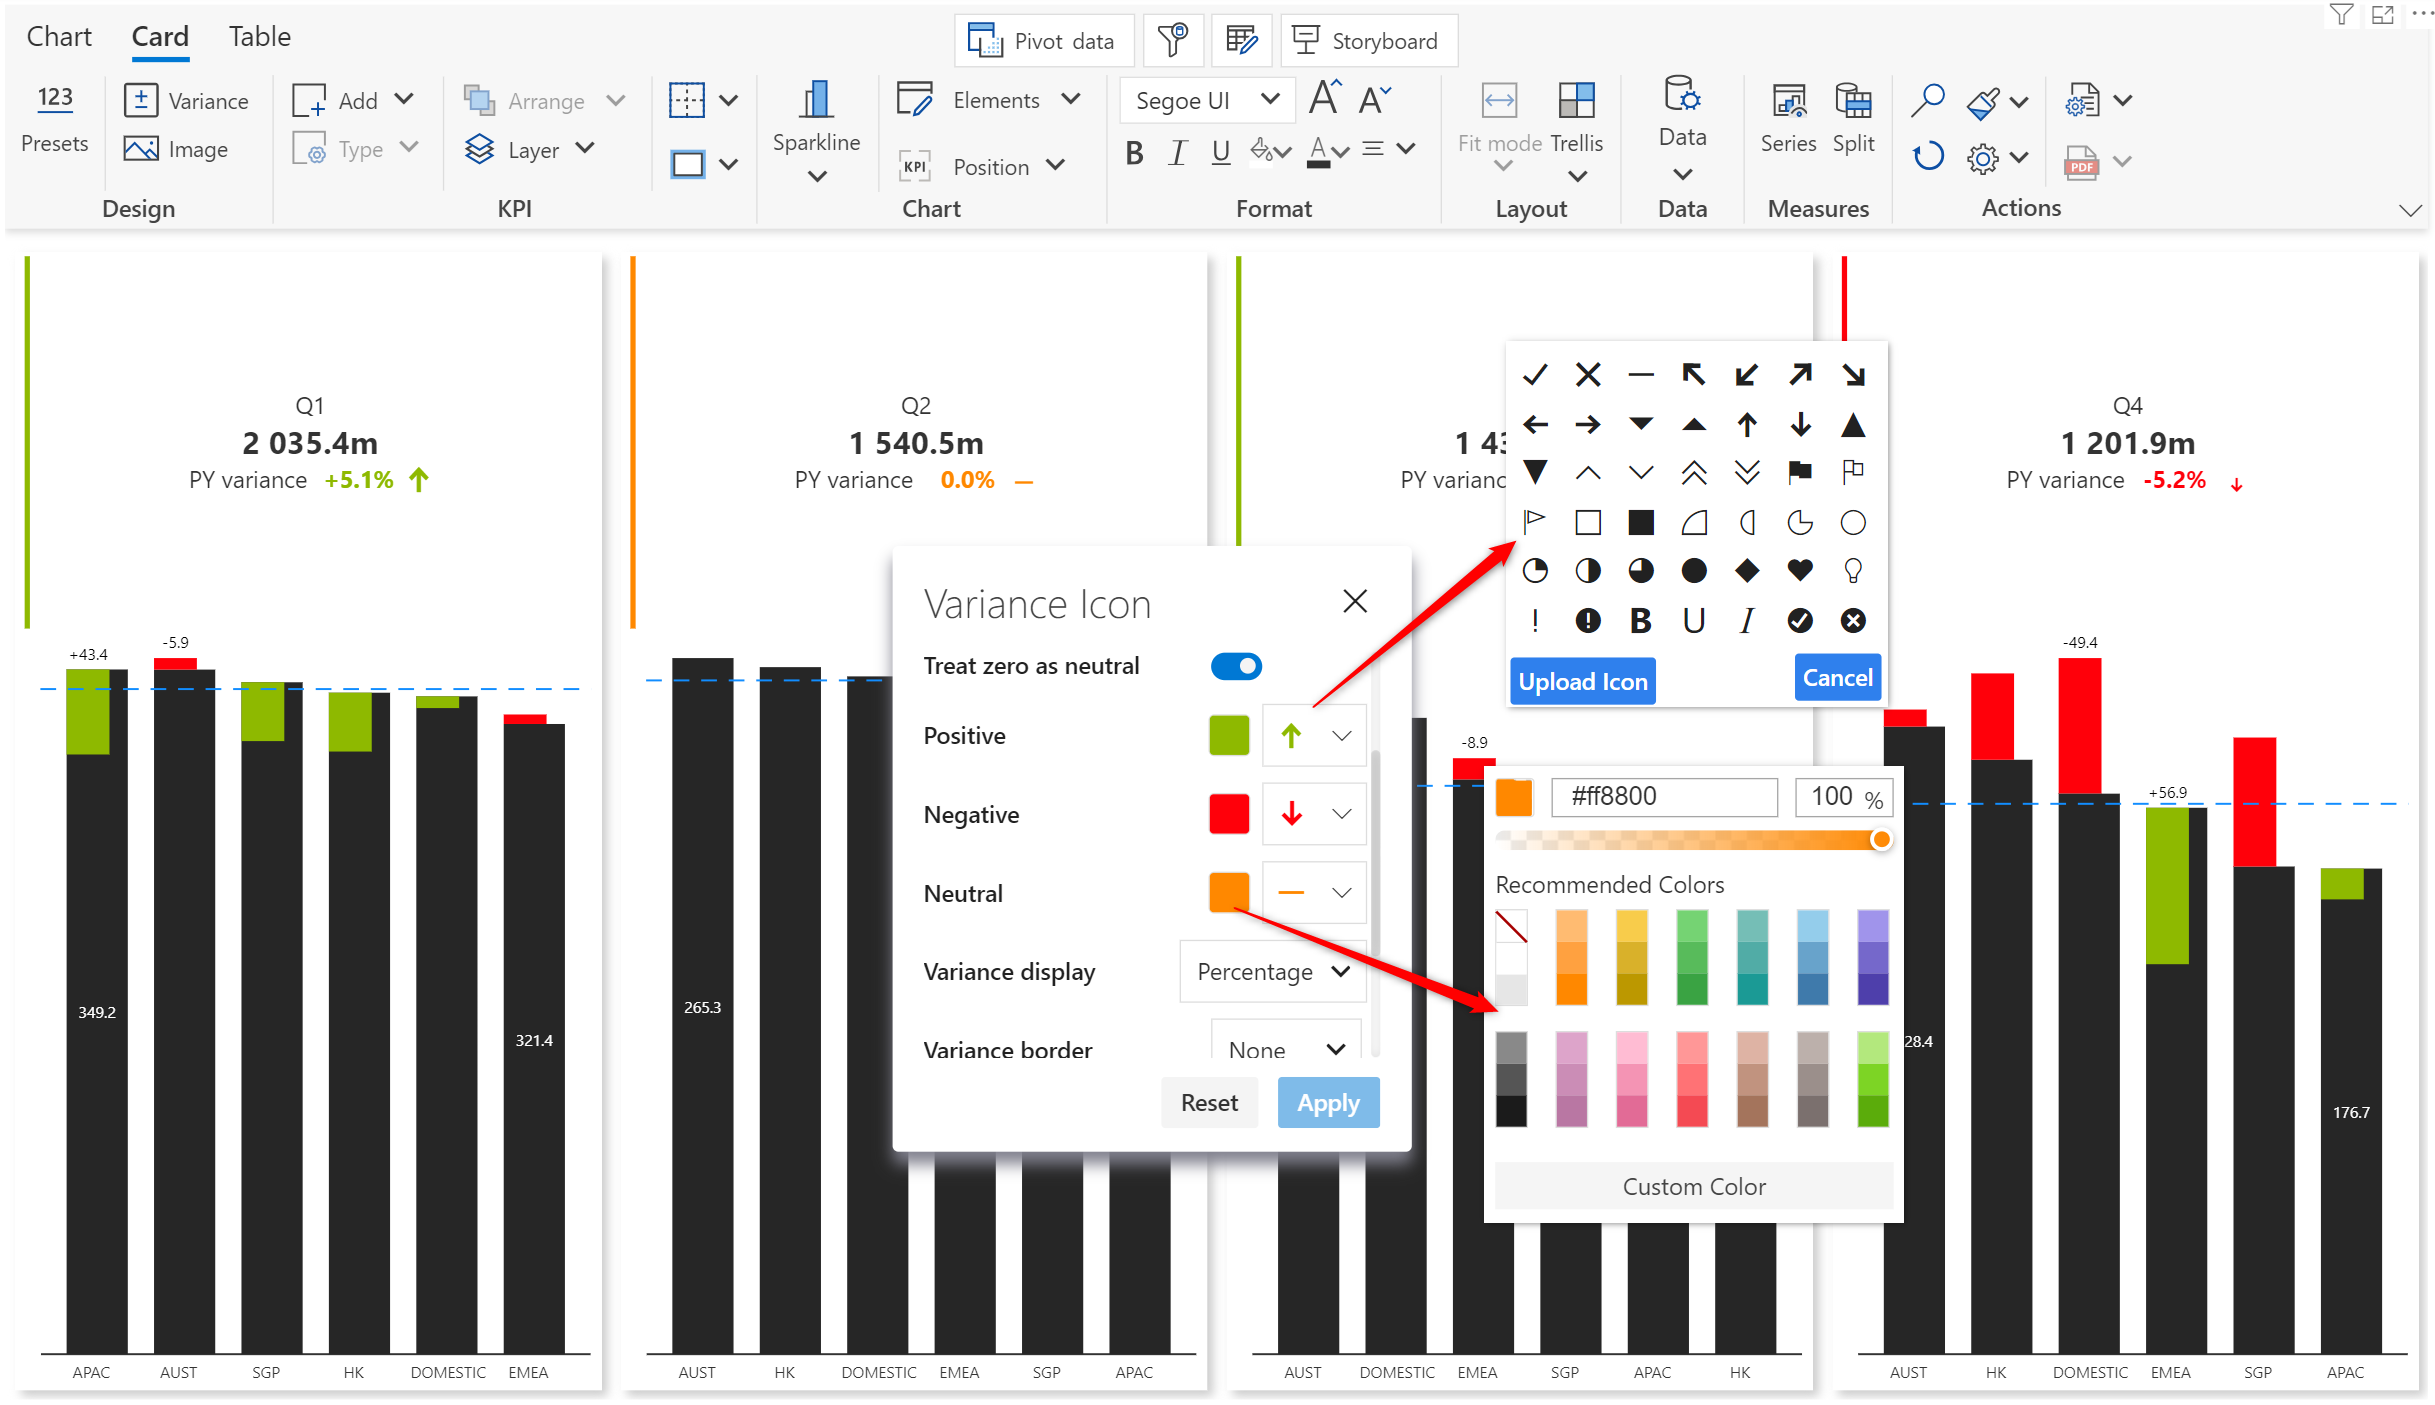 Chart Card Table
Pivot data Storyboard
123
Presets
Variance
Image
Design
Add
Type
Arrange
Layer
KPI
Sparkline
Elements
KPI
Position
Chart
Segoe UI
A A
B I U A
Format
Fit mode Trellis
Layout
Data
Data
Series Split
Measures
PDF
Actions
Q1
2 035.4m
PY variance +5.1%
+43.4
-5.9
349.2
321.4
APAC AUST SGP HK DOMESTIC EMEA
Q2
1 540.5m
PY variance 0.0%
265.3
AUST HK DOMESTIC EMEA SGP APAC
1 43
PY varianc
-8.9
AUST DOMESTIC EMEA SGP APAC HK
Q4
1 201.9m
PY variance -5.2%
-49.4
+56.9
28.4
176.7
AUST HK DOMESTIC EMEA SGP APAC
Variance Icon
Treat zero as neutral
Positive
Negative
Neutral
Variance display Percentage
Variance border None
Reset Apply
! B U I
Upload Icon Cancel
#ff8800 100 %
Recommended Colors
Custom Color